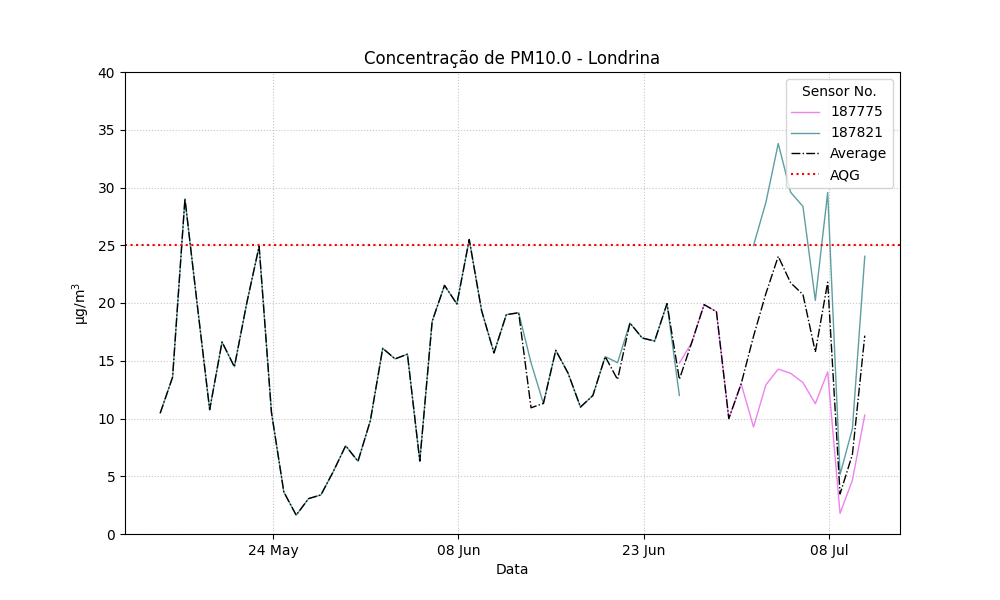 Concentração de PM10.0 - Londrina
Sensor No.
187775
187821
Average
AQG
40
35
30
25
20
15
10
5
0
µg/m³
24 May
08 Jun
23 Jun
08 Jul
Data